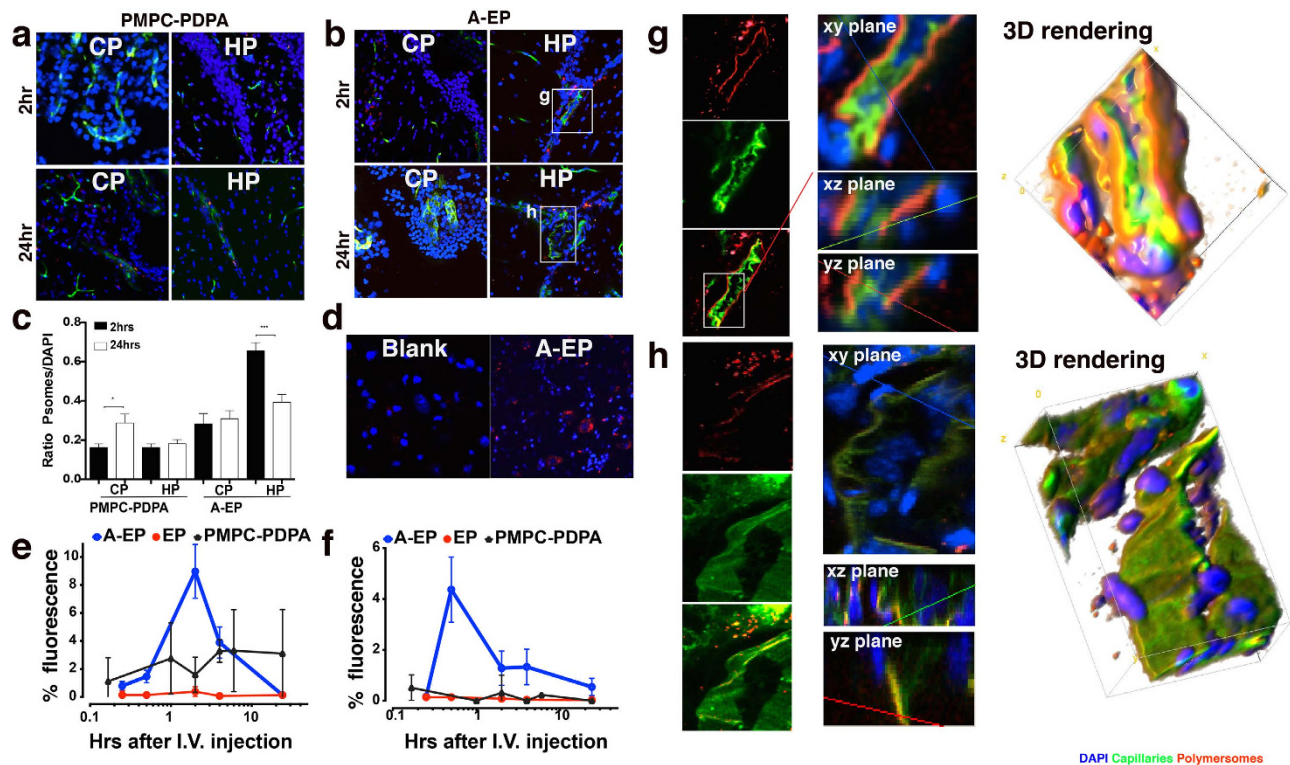 PMPC-PDPA
a
CP
HP
2hr
CP
HP
24hr
A-EP
b
CP
HP
2hr
g
CP
HP
24hr
h
c
0.8
0.6
0.4
0.2
0.0
Ratio Psomes/DAPI
2hrs
24hrs
*
***
CP HP CP HP
PMPC-PDPA A-EP
d
Blank
A-EP
e
A-EP EP PMPC-PDPA
% fluorescence
10
8
6
4
2
0
0.1 1 10
Hrs after I.V. injection
f
A-EP EP PMPC-PDPA
% fluorescence
6
4
2
0
0.1 1 10
Hrs after I.V. injection
g
xy plane
xz plane
yz plane
3D rendering
x
z
0
h
xy plane
xz plane
yz plane
3D rendering
x
0
z
DAPI Capillaries Polymersomes